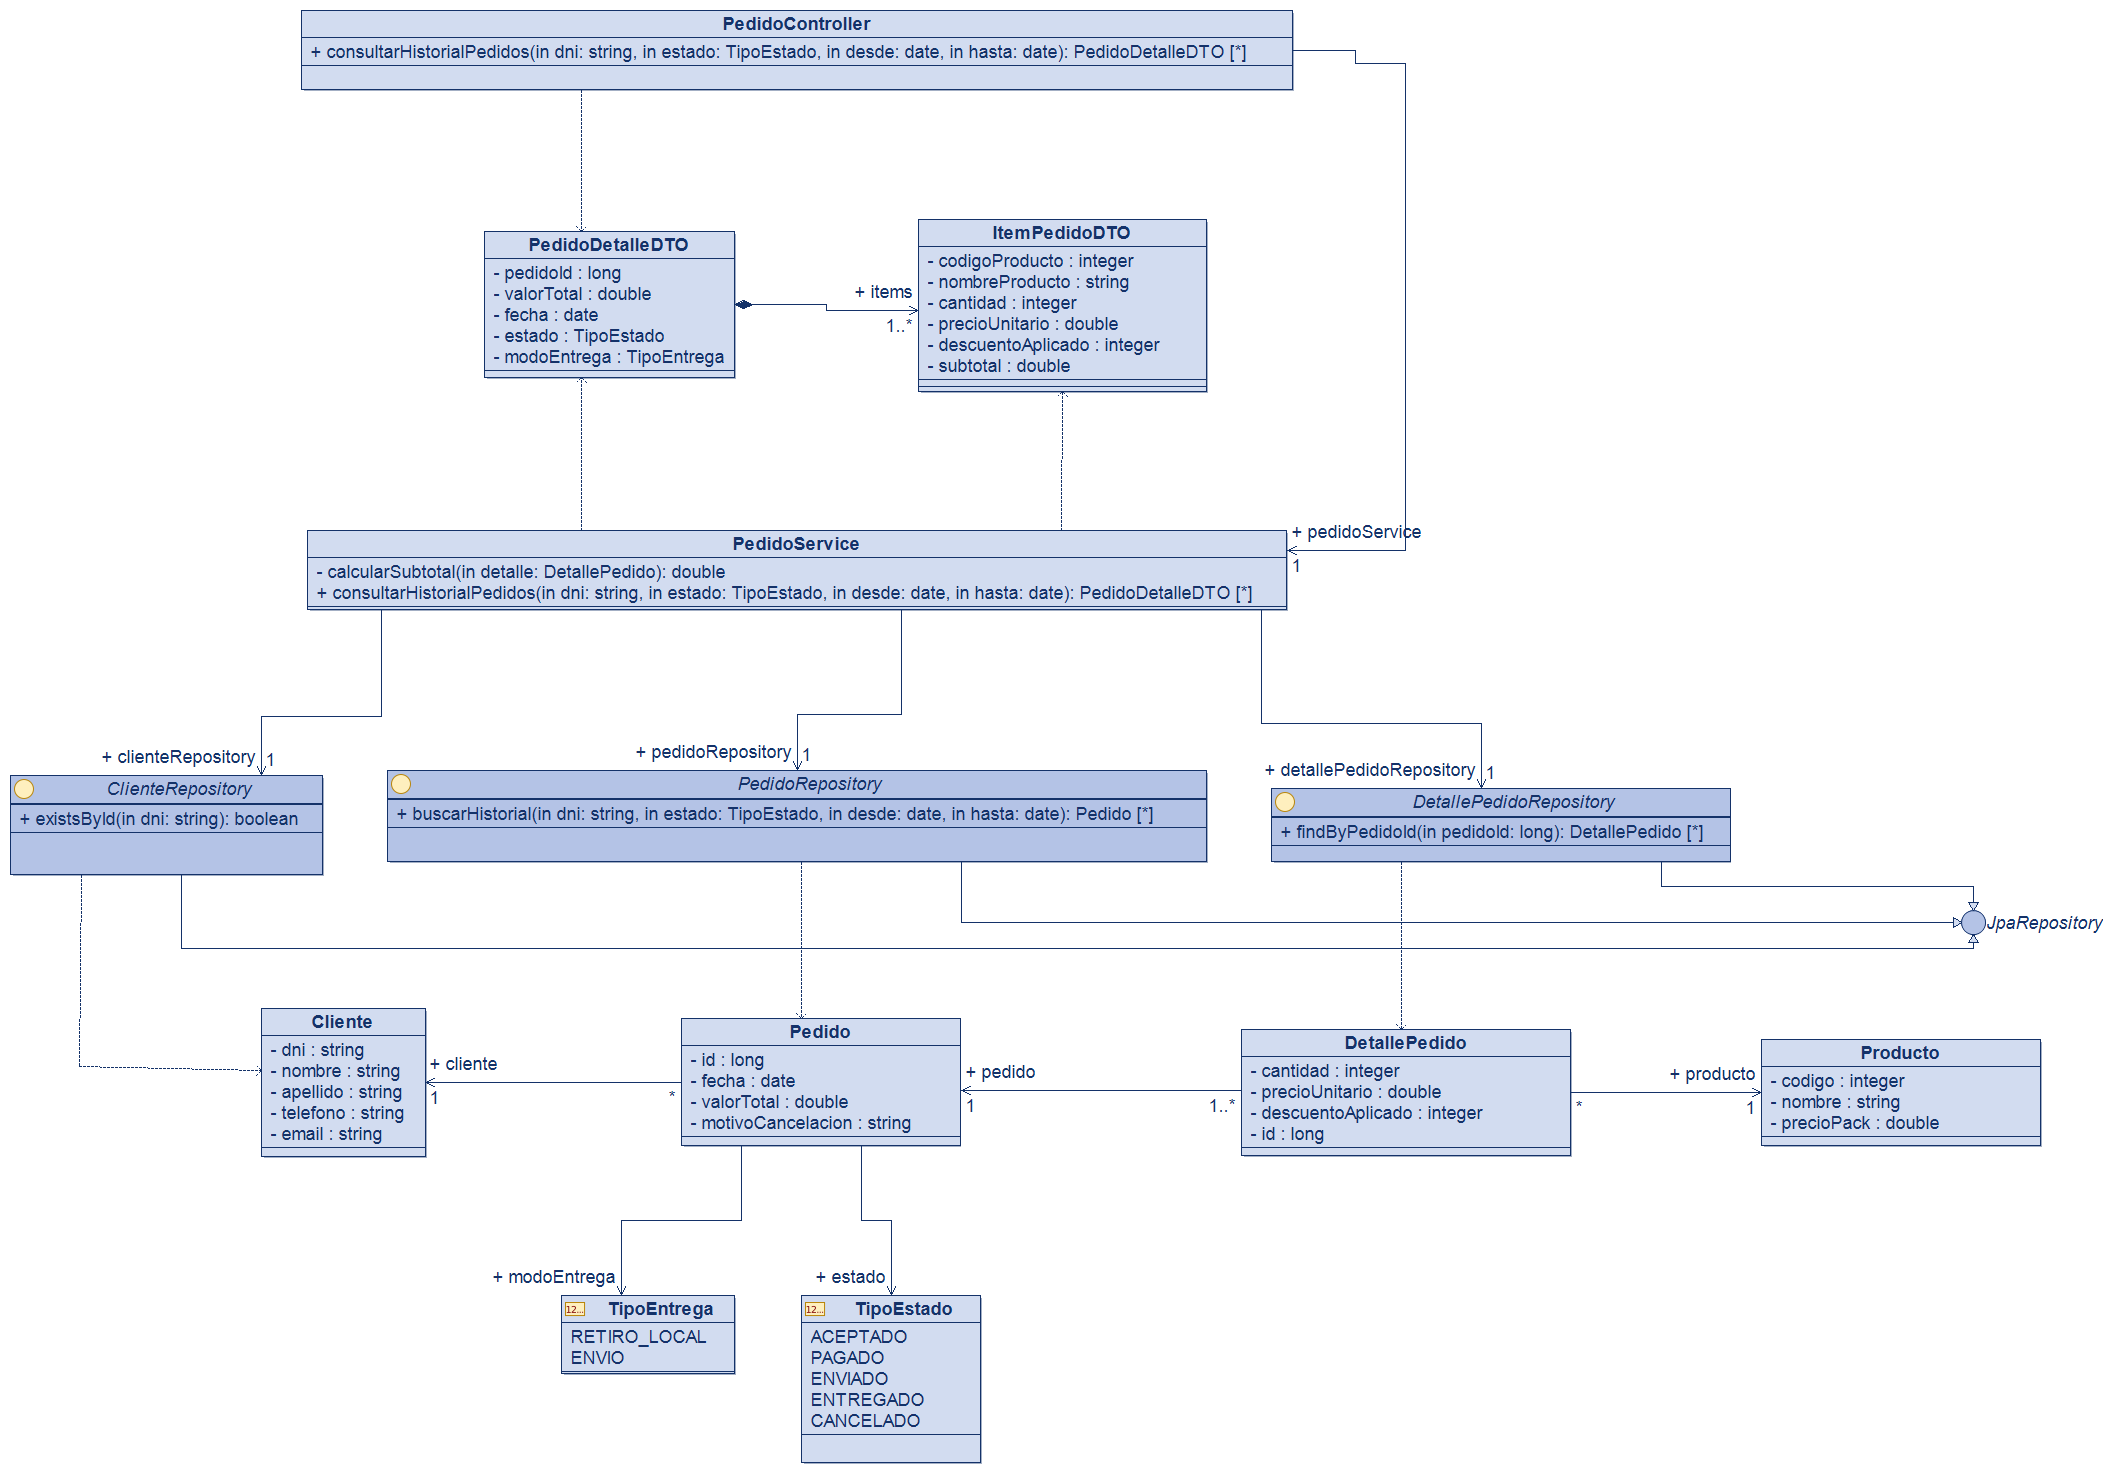 PedidoController
+ consultarHistorialPedidos(in dni: string, in estado: TipoEstado, in desde: date, in hasta: date): PedidoDetalleDTO [*]
PedidoDetalleDTO
- pedidoId : long
- valorTotal : double
- fecha : date
- estado : TipoEstado
- modoEntrega : TipoEntrega
+ items
1..*
ItemPedidoDTO
- codigoProducto : integer
- nombreProducto : string
- cantidad : integer
- precioUnitario : double
- descuentoAplicado : integer
- subtotal : double
+ pedidoService
1
PedidoService
- calcularSubtotal(in detalle: DetallePedido): double
+ consultarHistorialPedidos(in dni: string, in estado: TipoEstado, in desde: date, in hasta: date): PedidoDetalleDTO [*]
+ clienteRepository
1
+ pedidoRepository
1
+ detallePedidoRepository
1
ClienteRepository
+ existsById(in dni: string): boolean
PedidoRepository
+ buscarHistorial(in dni: string, in estado: TipoEstado, in desde: date, in hasta: date): Pedido [*]
DetallePedidoRepository
+ findByPedidoId(in pedidoId: long): DetallePedido [*]
JpaRepository
Cliente
- dni : string
- nombre : string
- apellido : string
- telefono : string
- email : string
+ cliente
1
*
Pedido
- id : long
- fecha : date
- valorTotal : double
- motivoCancelacion : string
+ pedido
1
1..*
DetallePedido
- cantidad : integer
- precioUnitario : double
- descuentoAplicado : integer
- id : long
+ producto
*
1
Producto
- codigo : integer
- nombre : string
- precioPack : double
+ modoEntrega
+ estado
12...
TipoEntrega
RETIRO_LOCAL
ENVIO
12...
TipoEstado
ACEPTADO
PAGADO
ENVIADO
ENTREGADO
CANCELADO